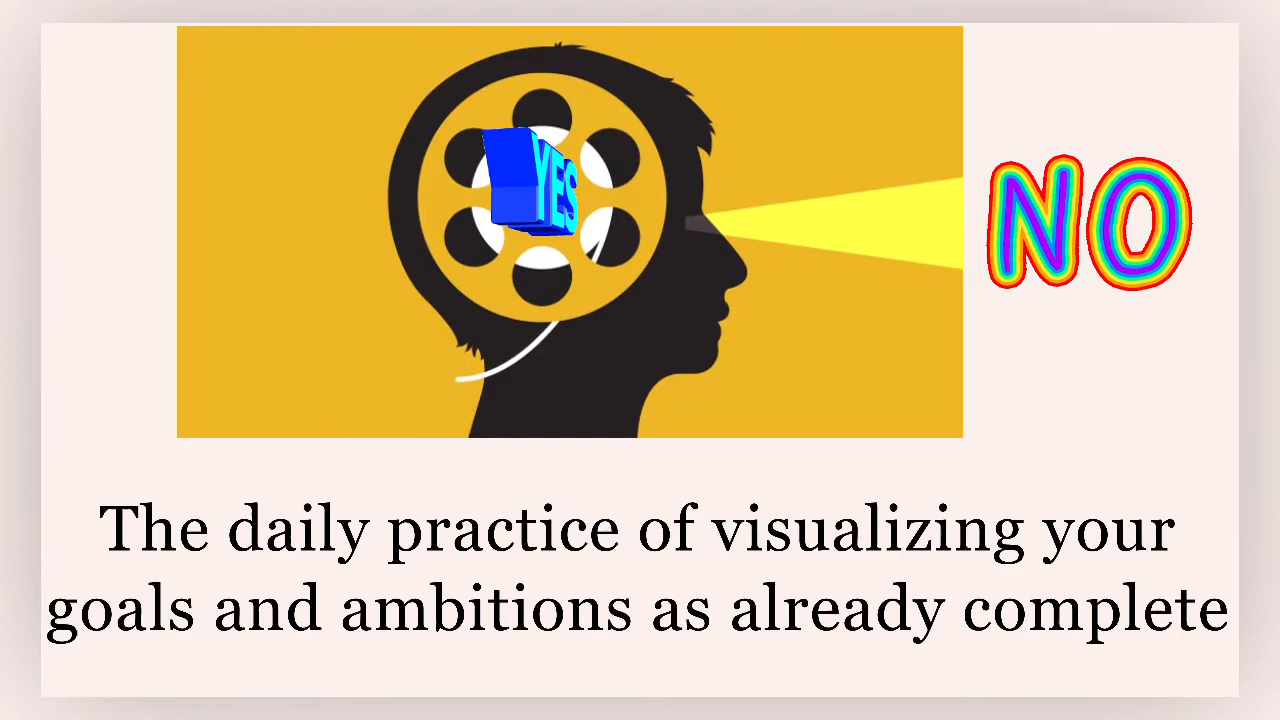 YES
NO
The daily practice of visualizing your
goals and ambitions as already complete